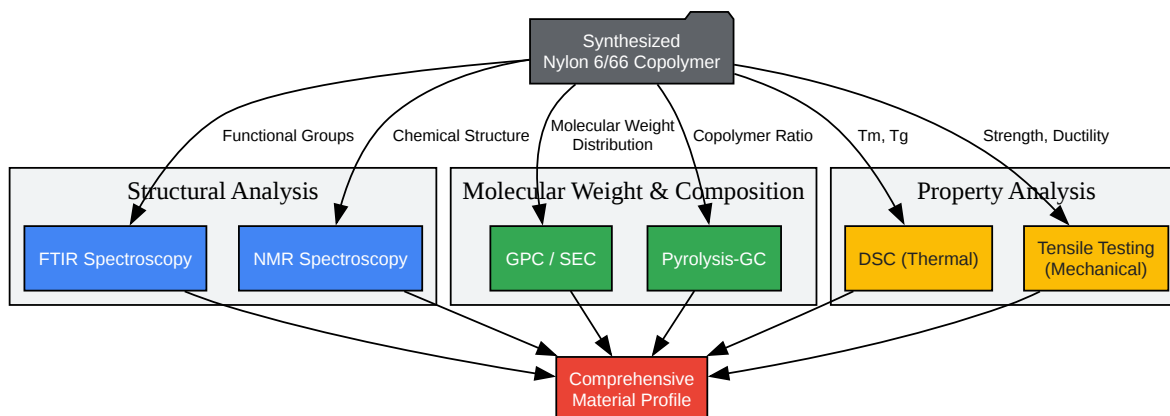 Synthesized
Nylon 6/66 Copolymer
Functional Groups
Chemical Structure
Molecular Weight
Distribution
Copolymer Ratio
Tm, Tg
Strength, Ductility
Structural Analysis
Molecular Weight & Composition
Property Analysis
FTIR Spectroscopy
NMR Spectroscopy
GPC / SEC
Pyrolysis-GC
DSC (Thermal)
Tensile Testing
(Mechanical)
Comprehensive
Material Profile